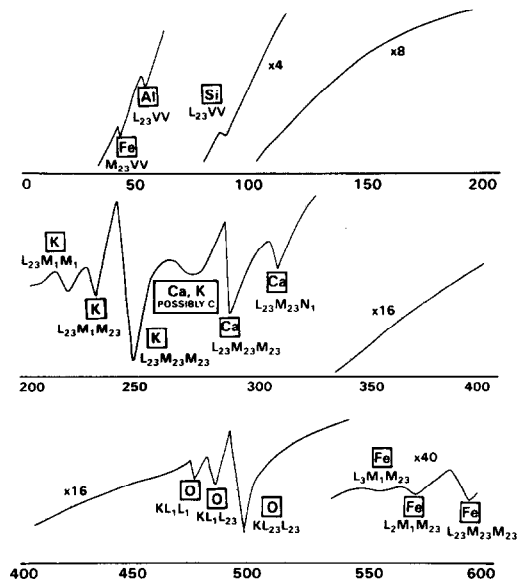 x4
x8
Al
L23VV
Si
L23VV
Fe
M23VV
0 50 100 150 200
K
L23M1M1
K
L23M1M23
Ca, K
POSSIBLY C
K
L23M23M23
Ca
L23M23M23
Ca
L23M23N1
x16
200 250 300 350 400
x16
O
KL1L1
O
KL1L23
O
KL23L23
Fe
L3M1M23
x40
Fe
L2M1M23
Fe
L23M23M23
400 450 500 550 600